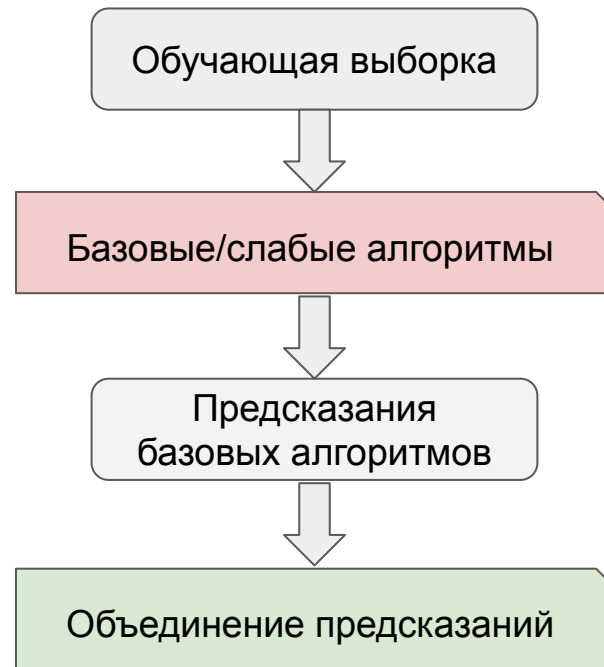 Обучающая выборка
Базовые/слабые алгоритмы
Предсказания
базовых алгоритмов
Объединение предсказаний